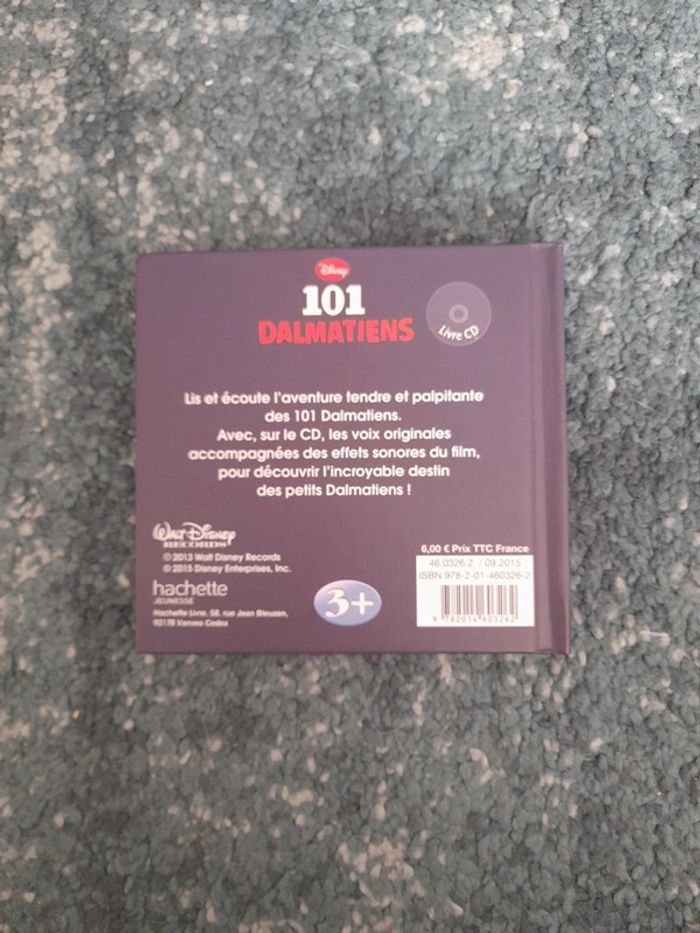 Disney
101
DALMATIENS
Livre CD
Lis et écoute l'aventure tendre et palpitante
des 101 Dalmatiens.
Avec, sur le CD, les voix originales
accompagnées des effets sonores du film,
pour découvrir l'incroyable destin
des petits Dalmatiens !
WALT DISNEY
RECORDS
© 2013 Walt Disney Records
© 2015 Disney Enterprises, Inc.
hachette
JEUNESSE
Hachette Livre, 58, rue Jean Bleuzen,
92178 Vanves Cedex
3+
6,00 € Prix TTC France
46.0326.2 / 09.2015
ISBN 978-2-01-460326-2
9 782014 603262